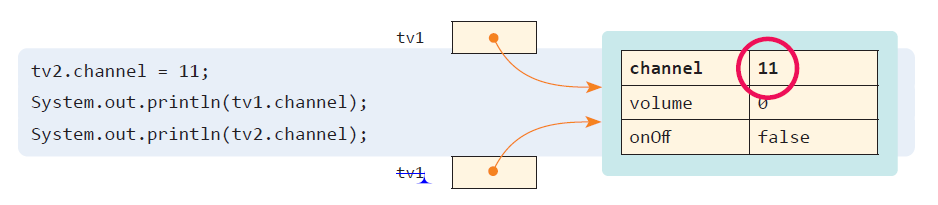 tv1
tv2.channel = 11;
System.out.println(tv1.channel);
System.out.println(tv2.channel);
channel 11
volume 0
onOff false
tv1